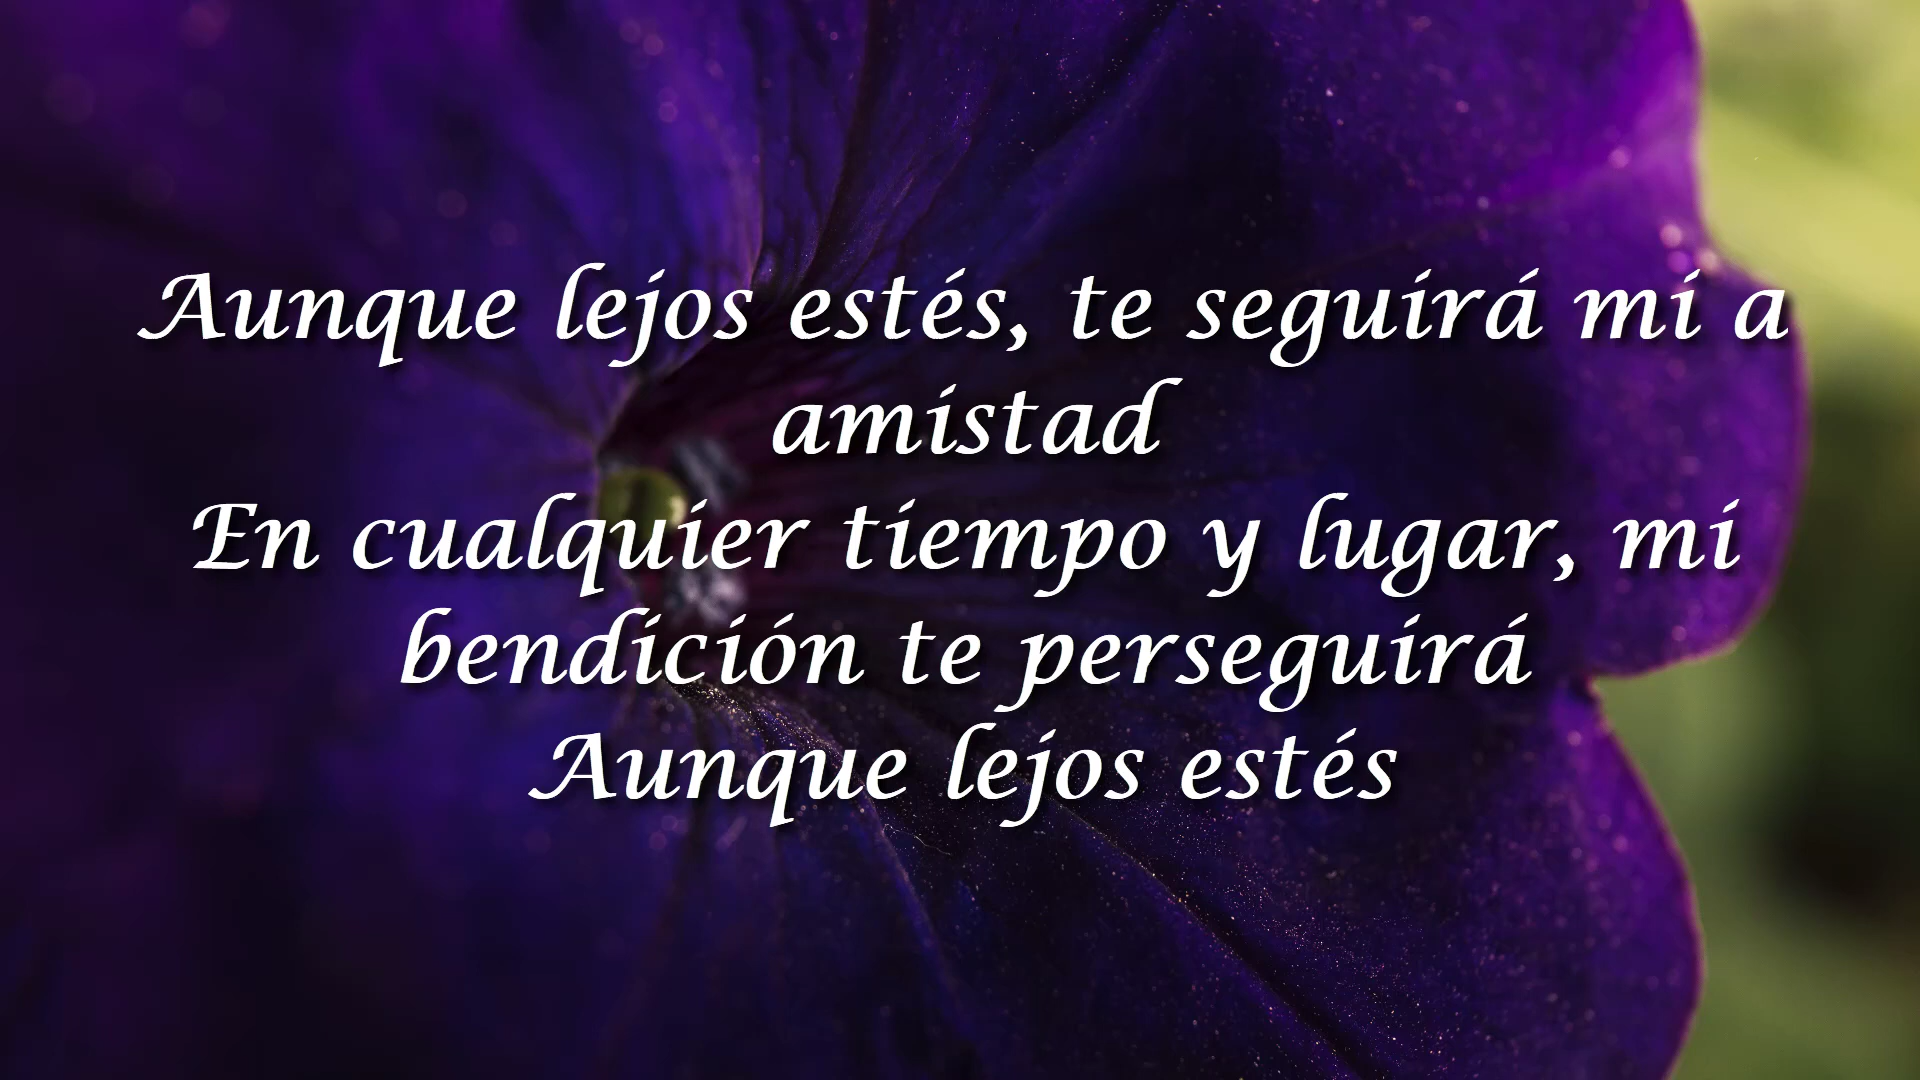 Aunque lejos estés, te seguirá mi a
amistad
En cualquier tiempo y lugar, mi
bendición te perseguirá
Aunque lejos estés